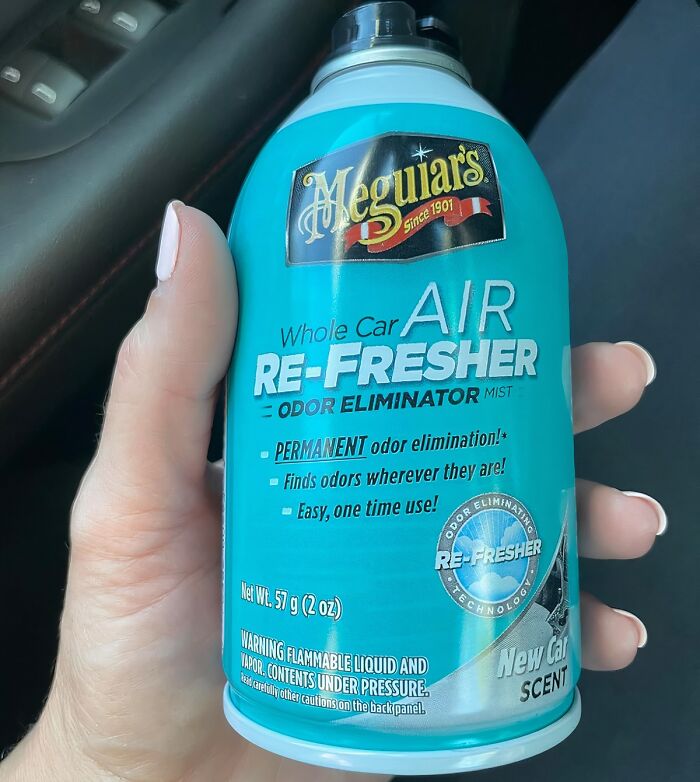 Meguiar's
Since 1901
Whole Car AIR
RE-FRESHER
ODOR ELIMINATOR MIST
PERMANENT odor elimination!*
Finds odors wherever they are!
Easy, one time use!
ODOR ELIMINATING
RE-FRESHER
TECHNOLOGY
Net Wt. 57 g (2 oz)
WARNING FLAMMABLE LIQUID AND
VAPOR. CONTENTS UNDER PRESSURE.
Read carefully other cautions on the back panel.
New Car
SCENT